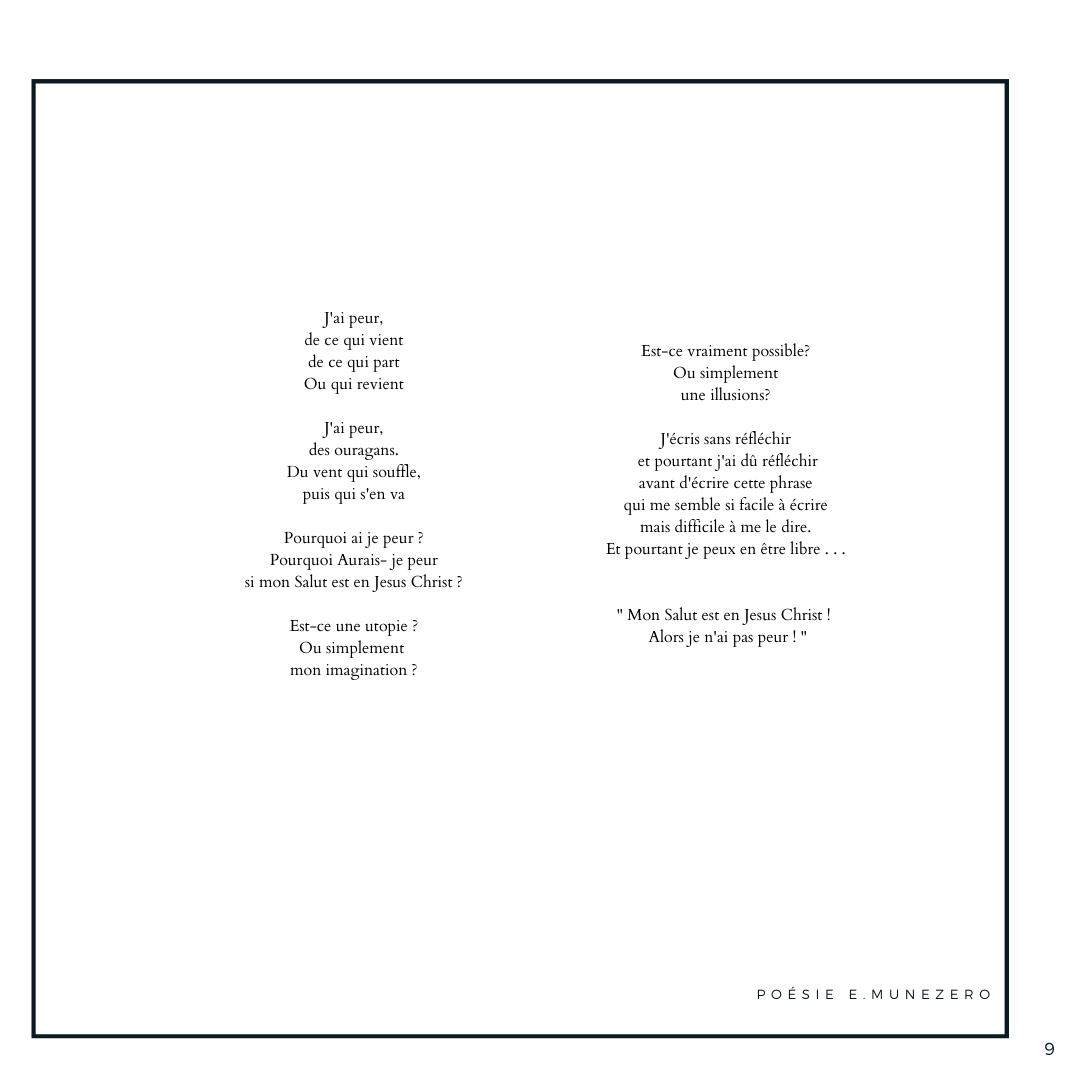 J'ai peur,
de ce qui vient
de ce qui part
Ou qui revient
J'ai peur,
des ouragans.
Du vent qui souffle,
puis qui s'en va
Pourquoi ai je peur ?
Pourquoi Aurais- je peur
si mon Salut est en Jesus Christ ?
Est-ce une utopie ?
Ou simplement
mon imagination ?
Est-ce vraiment possible?
Ou simplement
une illusions?
J'écris sans réfléchir
et pourtant j'ai dû réfléchir
avant d'écrire cette phrase
qui me semble si facile à écrire
mais difficile à me le dire.
Et pourtant je peux en être libre . . .
" Mon Salut est en Jesus Christ !
Alors je n'ai pas peur ! "
POÉSIE E.MUNEZERO
9